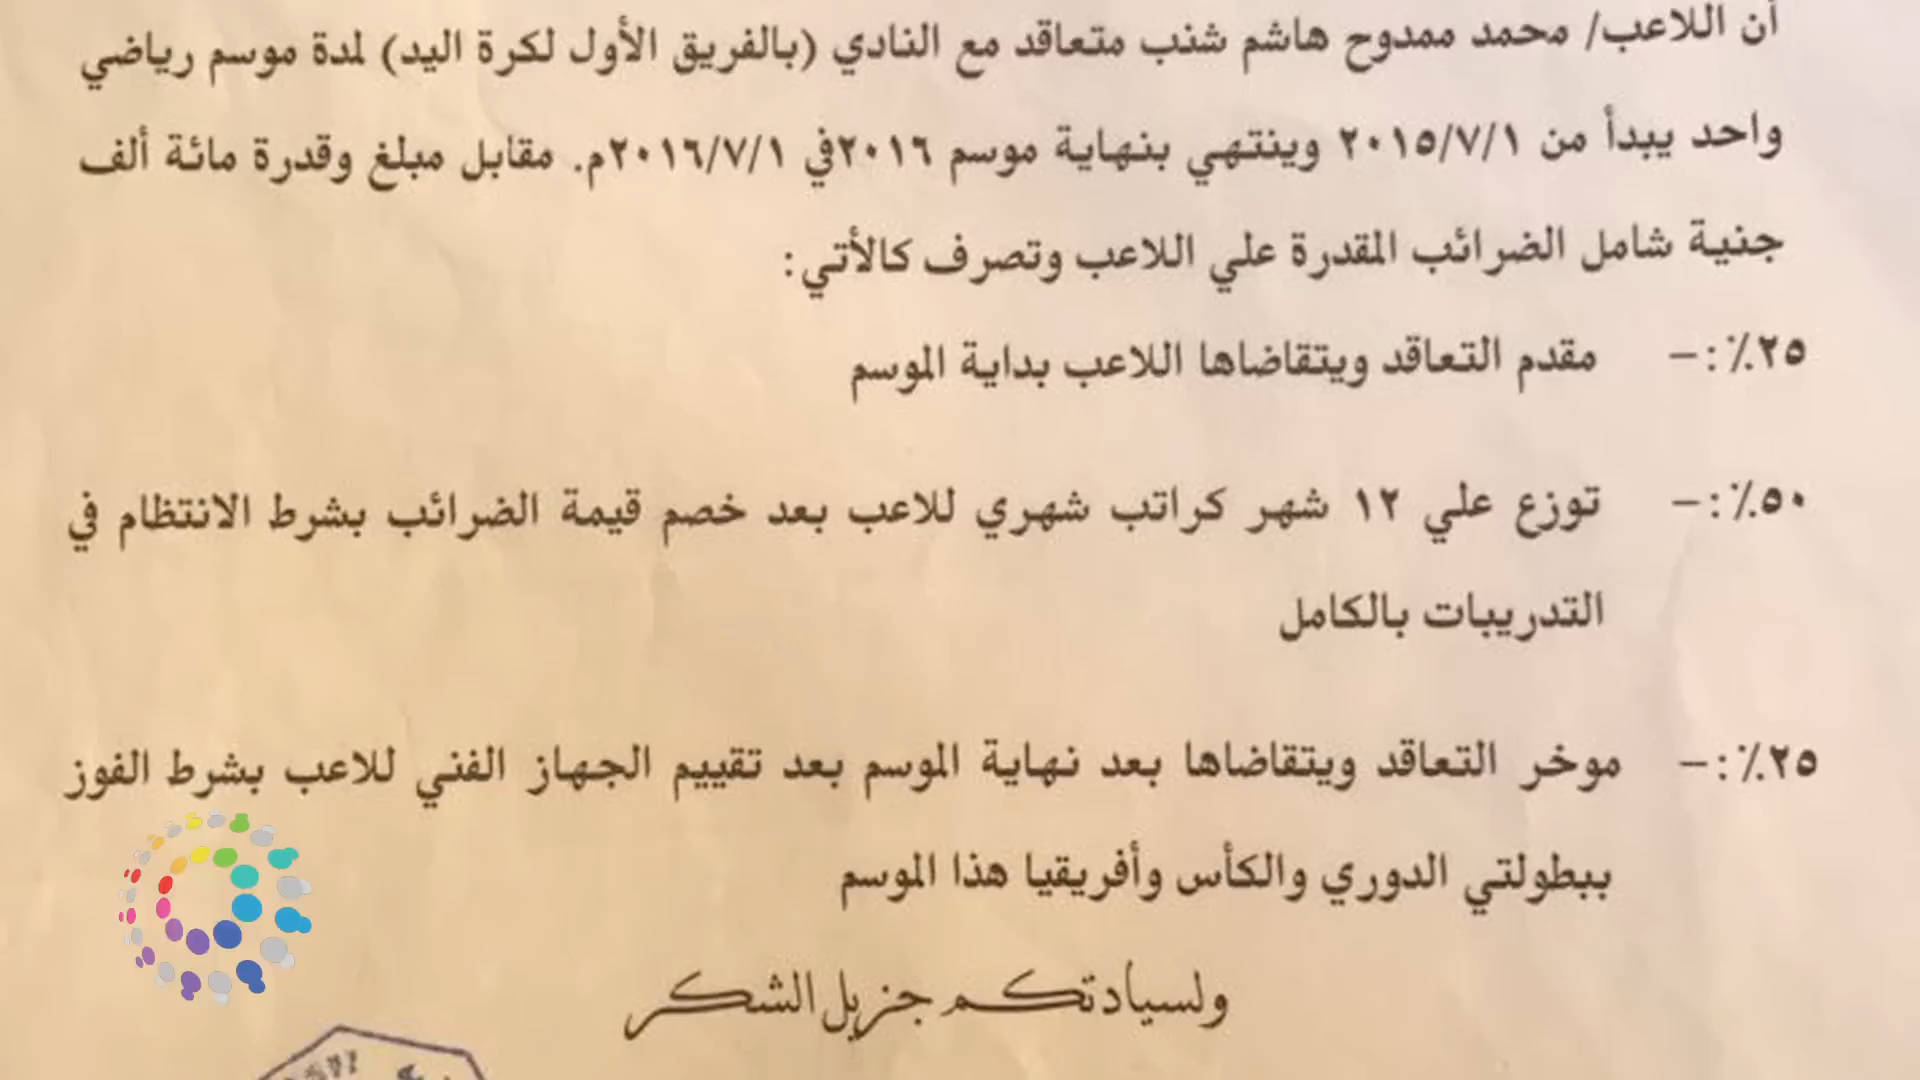 أن اللاعب/ محمد ممدوح هاشم شنب متعاقد مع النادي (بالفريق الأول لكرة اليد) لمدة موسم رياضي
واحد يبدأ من ٢٠١٥/٧/١ وينتهي بنهاية موسم ٢٠١٦في ٢٠١٦/٧/١م. مقابل مبلغ وقدرة مائة ألف
جنية شامل الضرائب المقدرة علي اللاعب وتصرف كالأتي:
٢٥٪:- مقدم التعاقد ويتقاضاها اللاعب بداية الموسم
٥٠٪:- توزع علي ١٢ شهر كراتب شهري للاعب بعد خصم قيمة الضرائب بشرط الانتظام في
التدريبات بالكامل
٢٥٪:- موخر التعاقد ويتقاضاها بعد نهاية الموسم بعد تقييم الجهاز الفني للاعب بشرط الفوز
ببطولتي الدوري والكأس وأفريقيا هذا الموسم
ولسيادتكم جزيل الشكر